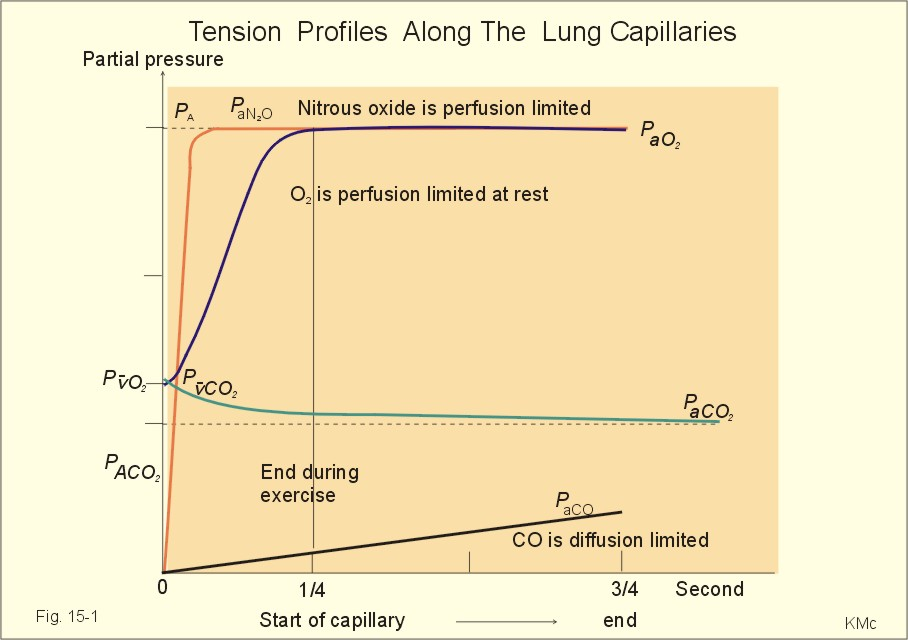 Tension Profiles Along The Lung Capillaries
Partial pressure
PA
PaN2O
Nitrous oxide is perfusion limited
PaO2
O2 is perfusion limited at rest
Pv̄O2
Pv̄CO2
PaCO2
PACO2
End during
exercise
PaCO
CO is diffusion limited
0
1/4
3/4
Second
Start of capillary
end
Fig. 15-1
KMc